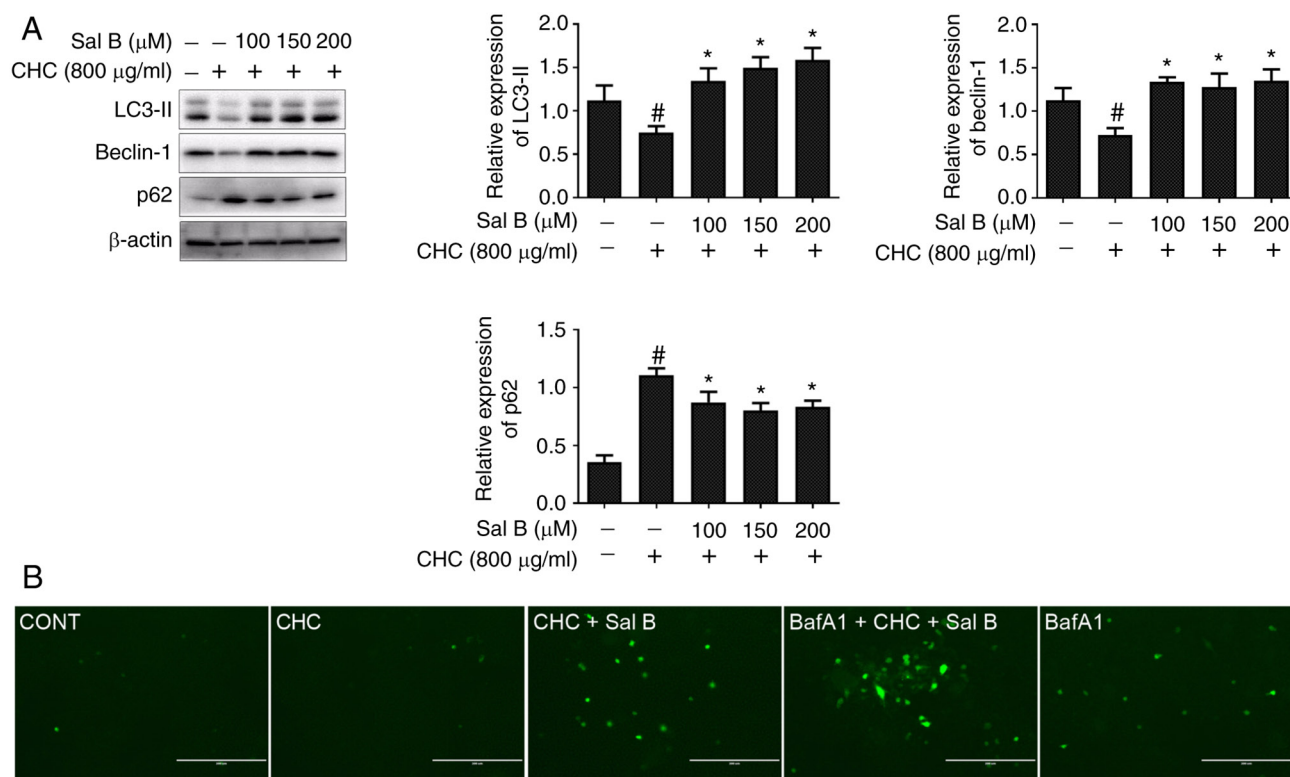 A
Sal B (μM) – – 100 150 200
CHC (800 μg/ml) – + + + +
LC3-II
Beclin-1
p62
β-actin
Relative expression
of LC3-II
2.0
1.5
1.0
0.5
0.0
#
*
*
*
Sal B (μM) – – 100 150 200
CHC (800 μg/ml) – + + + +
Relative expression
of beclin-1
2.0
1.5
1.0
0.5
0.0
#
*
*
*
Sal B (μM) – – 100 150 200
CHC (800 μg/ml) – + + + +
Relative expression
of p62
1.5
1.0
0.5
0.0
#
*
*
*
Sal B (μM) – – 100 150 200
CHC (800 μg/ml) – + + + +
B
CONT
CHC
CHC + Sal B
BafA1 + CHC + Sal B
BafA1